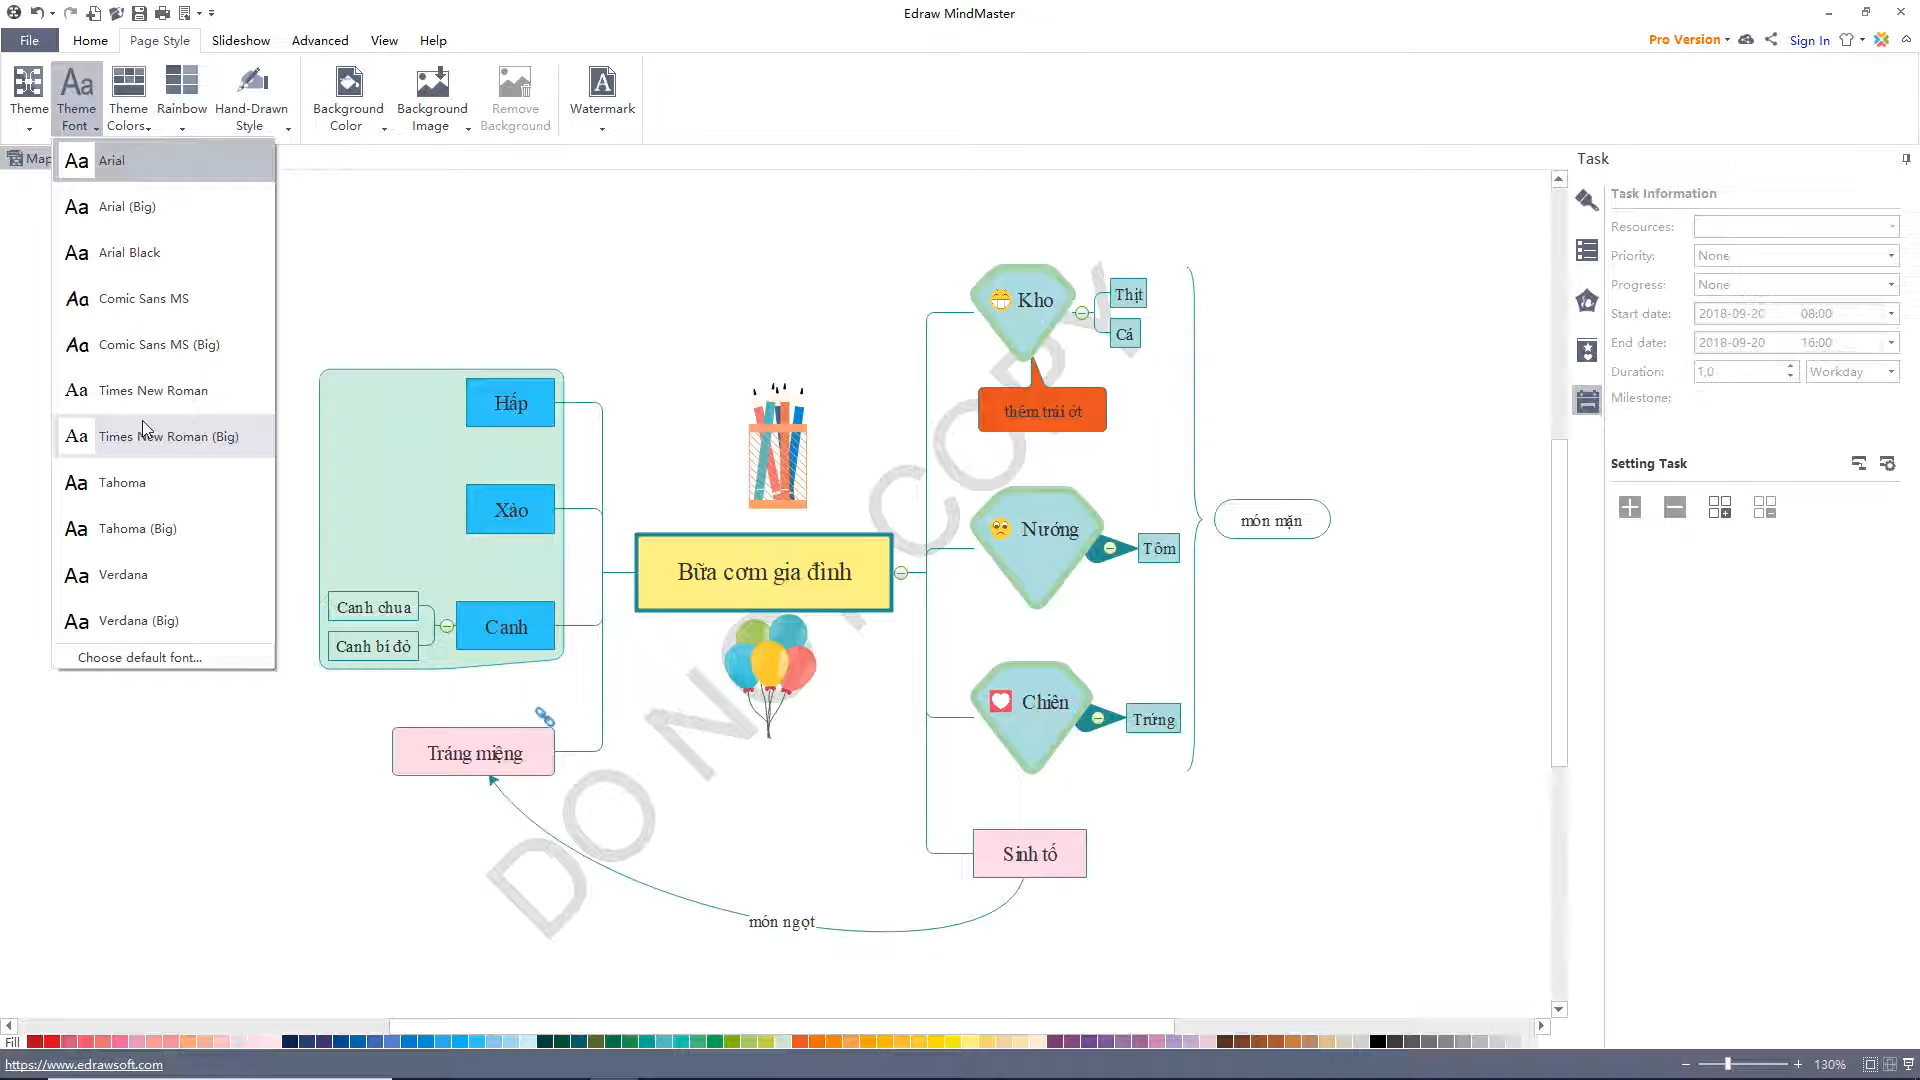 Edraw MindMaster
File
Home
Page Style
Slideshow
Advanced
View
Help
Pro Version
Sign In
Theme
Theme Font
Theme Colors
Rainbow
Hand-Drawn Style
Background Color
Background Image
Remove Background
Watermark
Map
Aa Arial
Aa Arial (Big)
Aa Arial Black
Aa Comic Sans MS
Aa Comic Sans MS (Big)
Aa Times New Roman
Aa Times New Roman (Big)
Aa Tahoma
Aa Tahoma (Big)
Aa Verdana
Aa Verdana (Big)
Choose default font...
Hấp
Xào
Canh chua
Canh bí đỏ
Canh
Tráng miệng
Bữa cơm gia đình
Kho
Thịt
Cá
thêm trái ớt
Nướng
Tôm
món mặn
Chiên
Trứng
Sinh tố
món ngọt
DO NOT COPY
Task
Task Information
Resources:
Priority: None
Progress: None
Start date: 2018-09-20 08:00
End date: 2018-09-20 16:00
Duration: 1,0 Workday
Milestone:
Setting Task
Fill
https://www.edrawsoft.com
130%